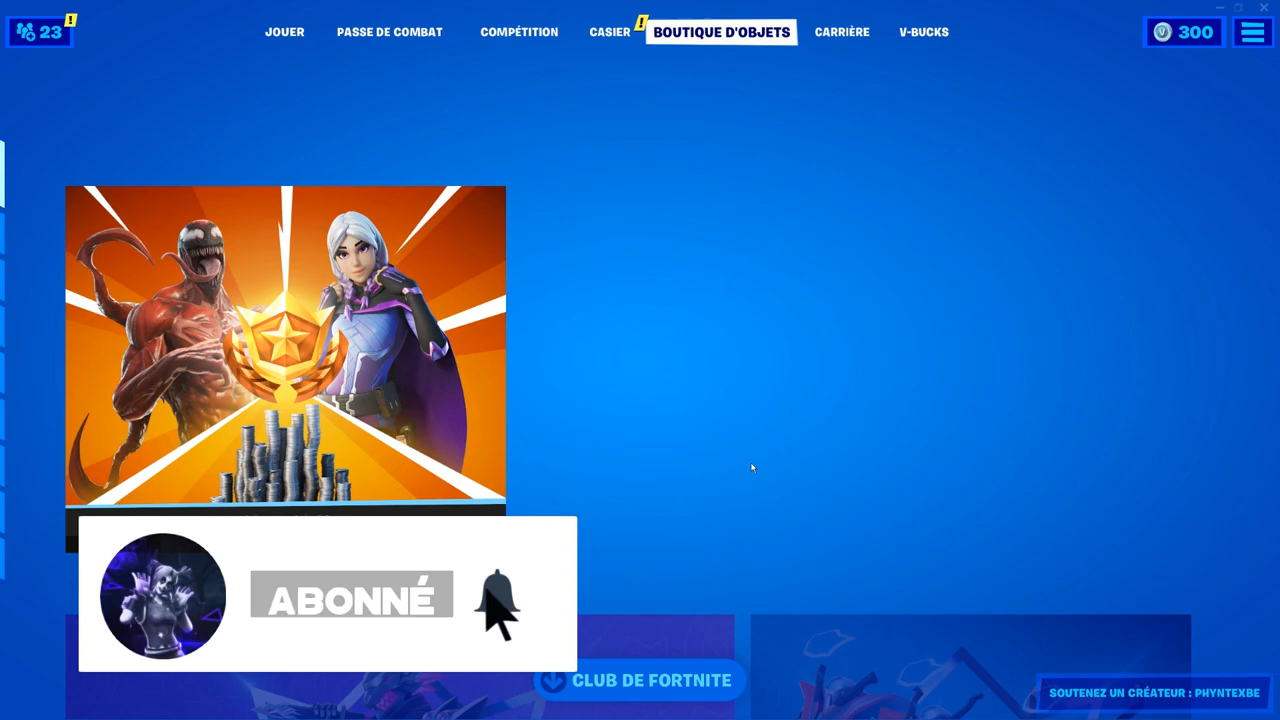 23
!
JOUER
PASSE DE COMBAT
COMPÉTITION
CASIER
!
BOUTIQUE D'OBJETS
CARRIÈRE
V-BUCKS
300
ABONNÉ
CLUB DE FORTNITE
SOUTENEZ UN CRÉATEUR : PHYNTEXBE